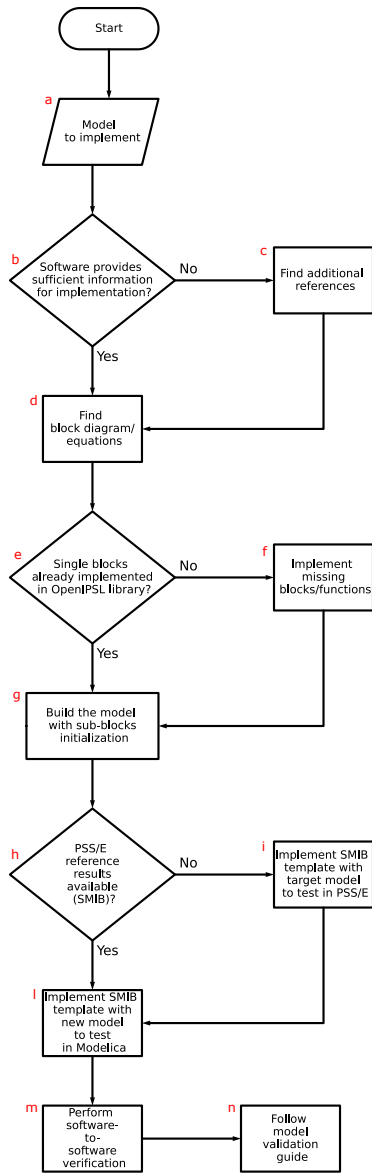 Start
a
Model
to implement
b
Software provides
sufficient information
for implementation?
No
c
Find additional
references
Yes
d
Find
block diagram/
equations
e
Single blocks
already implemented
in OpenIPSL library?
No
f
Implement
missing
blocks/functions
Yes
g
Build the model
with sub-blocks
initialization
h
PSS/E
reference
results
available
(SMIB)?
No
i
Implement SMIB
template with
target model
to test in PSS/E
Yes
l
Implement SMIB
template with
new model
to test
in Modelica
m
Perform
software-
to-
software
verification
n
Follow
model
validation
guide